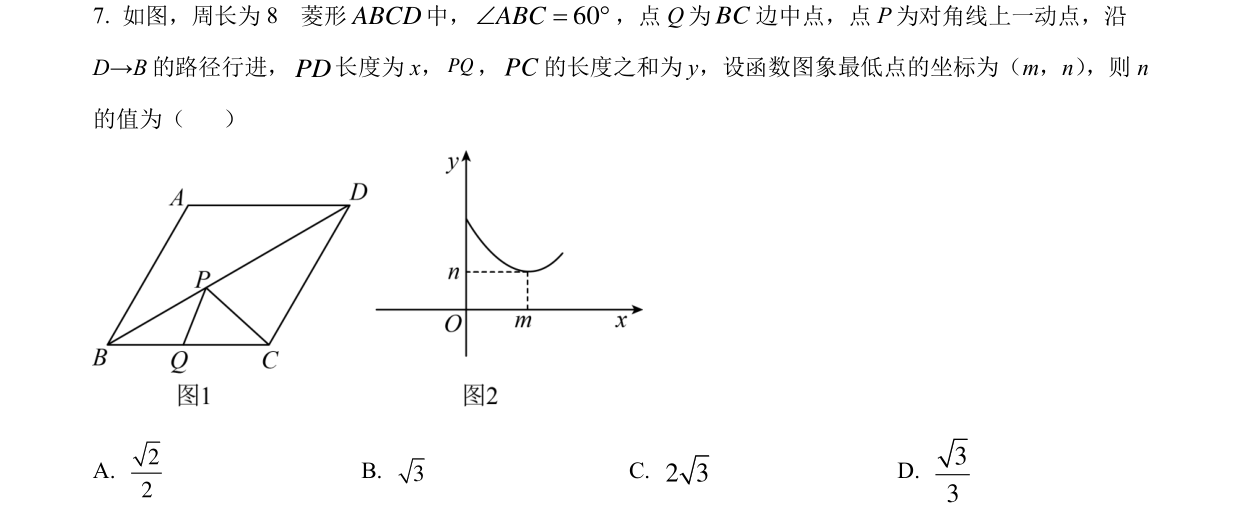 7. 如图，周长为 8 菱形 ABCD 中，∠ABC = 60°，点 Q 为 BC 边中点，点 P 为对角线上一动点，沿
D→B 的路径行进，PD 长度为 x，PQ，PC 的长度之和为 y，设函数图象最低点的坐标为（m，n），则 n
的值为（ ）
A
D
P
B
Q
C
图1
y
n
O
m
x
图2
A. √2/2 B. √3 C. 2√3 D. √3/3